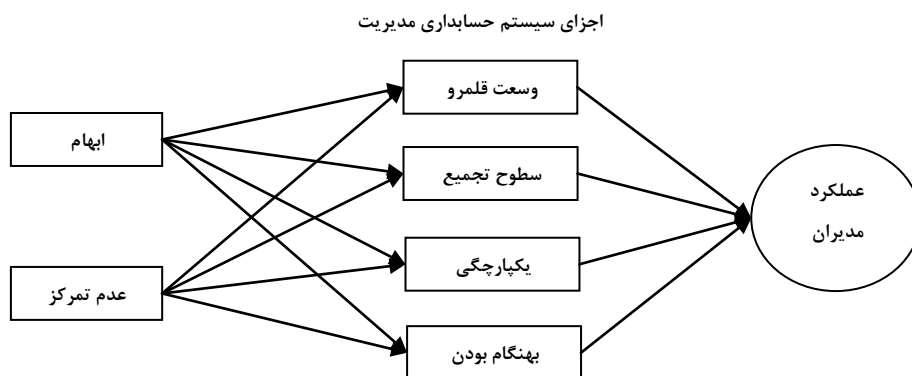 اجزای سیستم حسابداری مدیریت
وسعت قلمرو
ابهام
سطوح تجمیع
عملکرد
مدیران
یکپارچگی
عدم تمرکز
بهنگام بودن